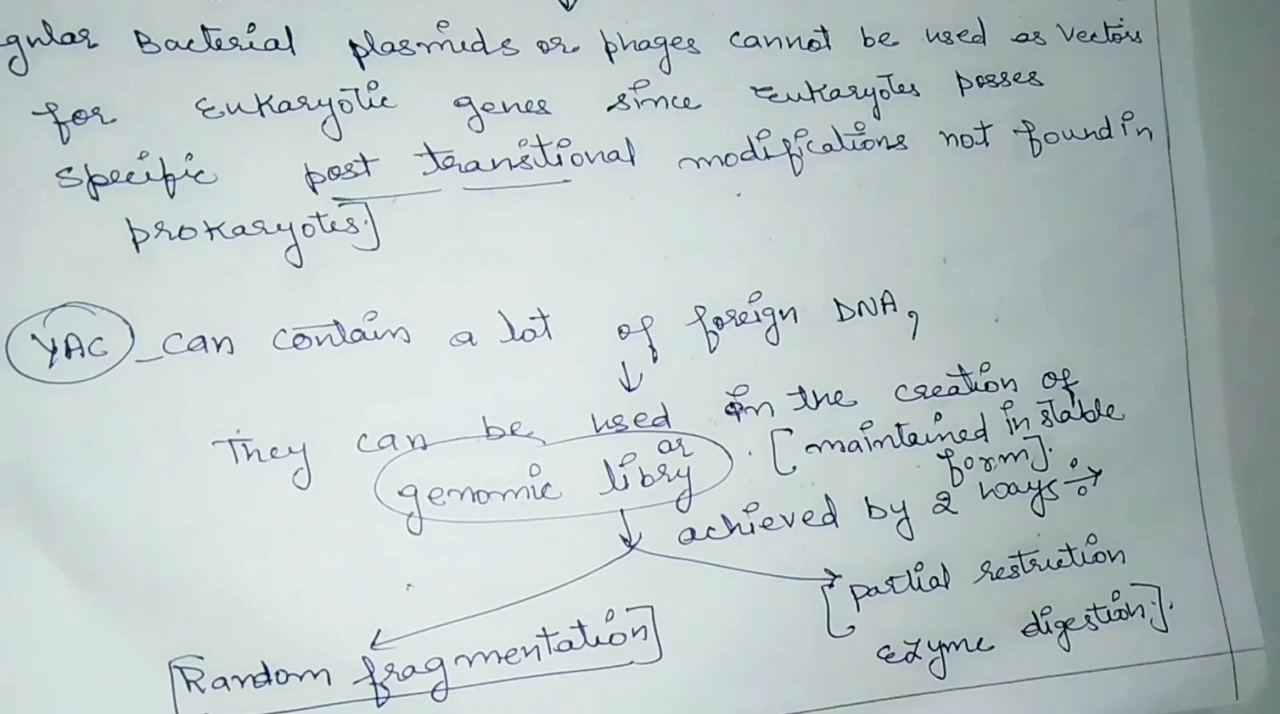 gular Bacterial plasmids or phages cannot be used as vectors
for Eukaryotic genes since Eukaryotes posses
specific post transitional modifications not found in
prokaryotes.]
YAC can contain a lot of foreign DNA,
↓
They can be used in the creation of
genomic libry ar . [maintained in stable
form].
↓ achieved by 2 ways ÷→
[partial restriction
ezyme digestion].
[Random fragmentation]